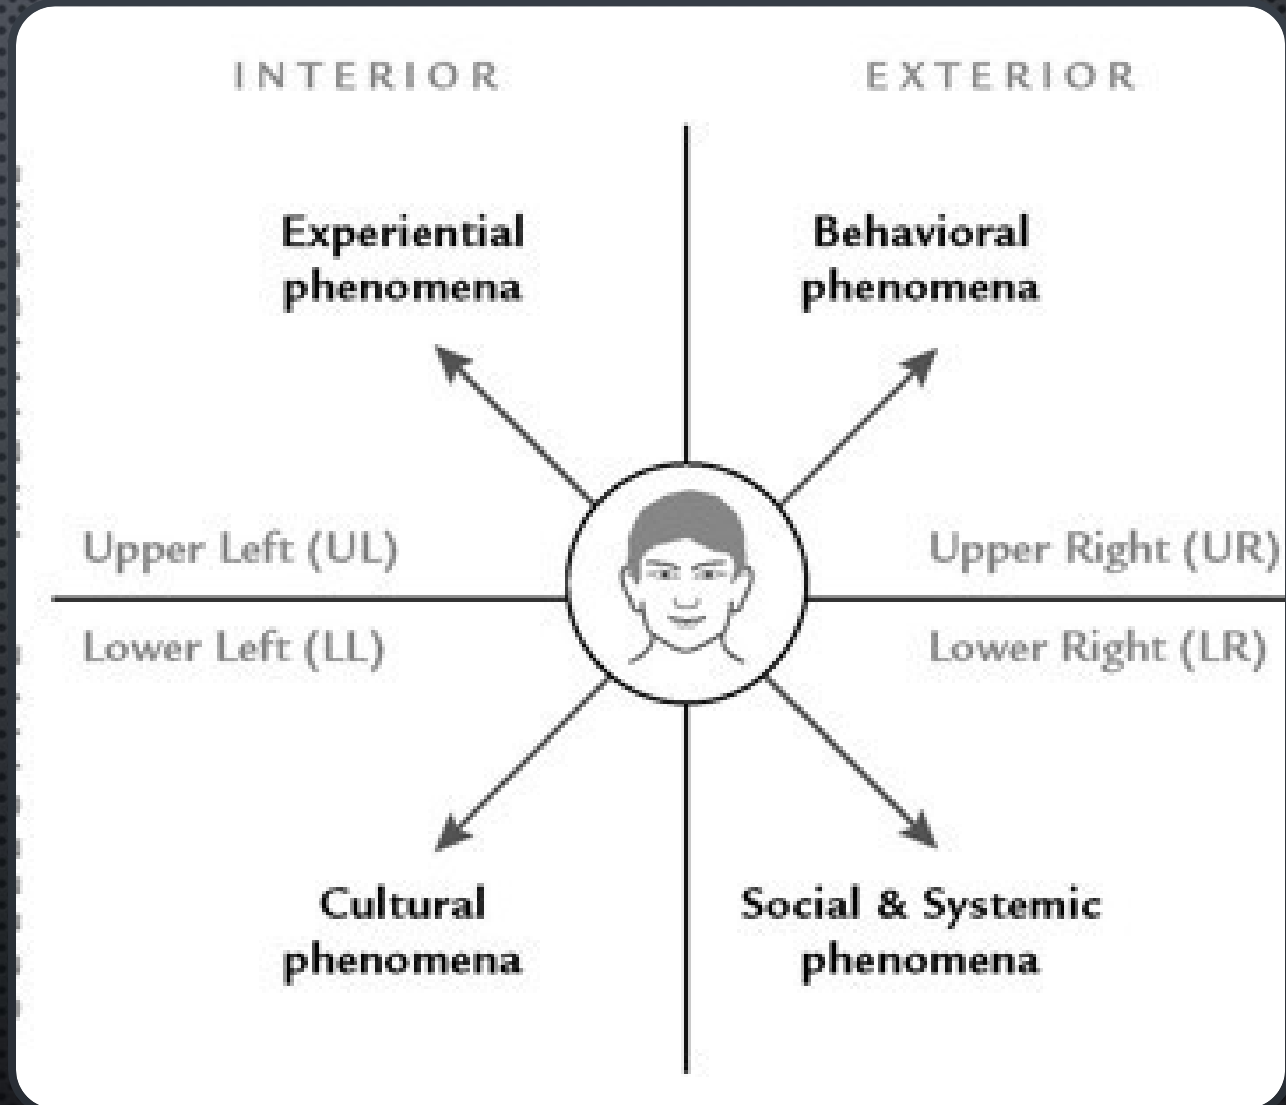 INTERIOR
EXTERIOR
Experiential
phenomena
Behavioral
phenomena
Upper Left (UL)
Upper Right (UR)
Lower Left (LL)
Lower Right (LR)
Cultural
phenomena
Social & Systemic
phenomena